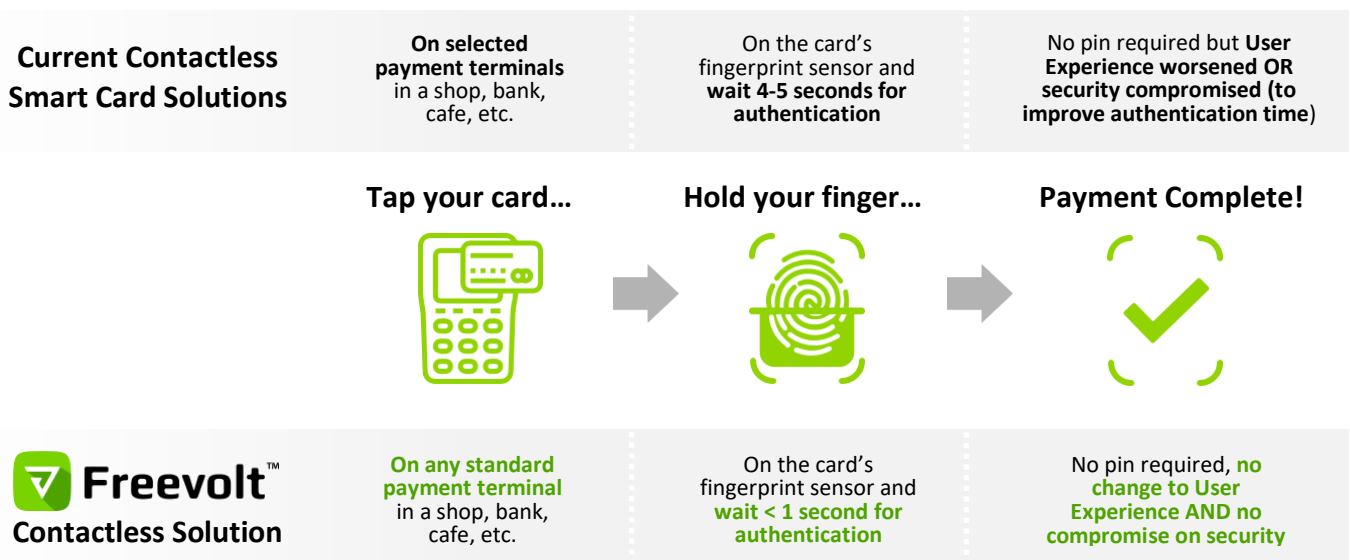 Current Contactless
Smart Card Solutions
On selected
payment terminals
in a shop, bank,
cafe, etc.
On the card's
fingerprint sensor and
wait 4-5 seconds for
authentication
No pin required but User
Experience worsened OR
security compromised (to
improve authentication time)
Tap your card…
Hold your finger…
Payment Complete!
Freevolt™
Contactless Solution
On any standard
payment terminal
in a shop, bank,
cafe, etc.
On the card's
fingerprint sensor and
wait < 1 second for
authentication
No pin required, no
change to User
Experience AND no
compromise on security